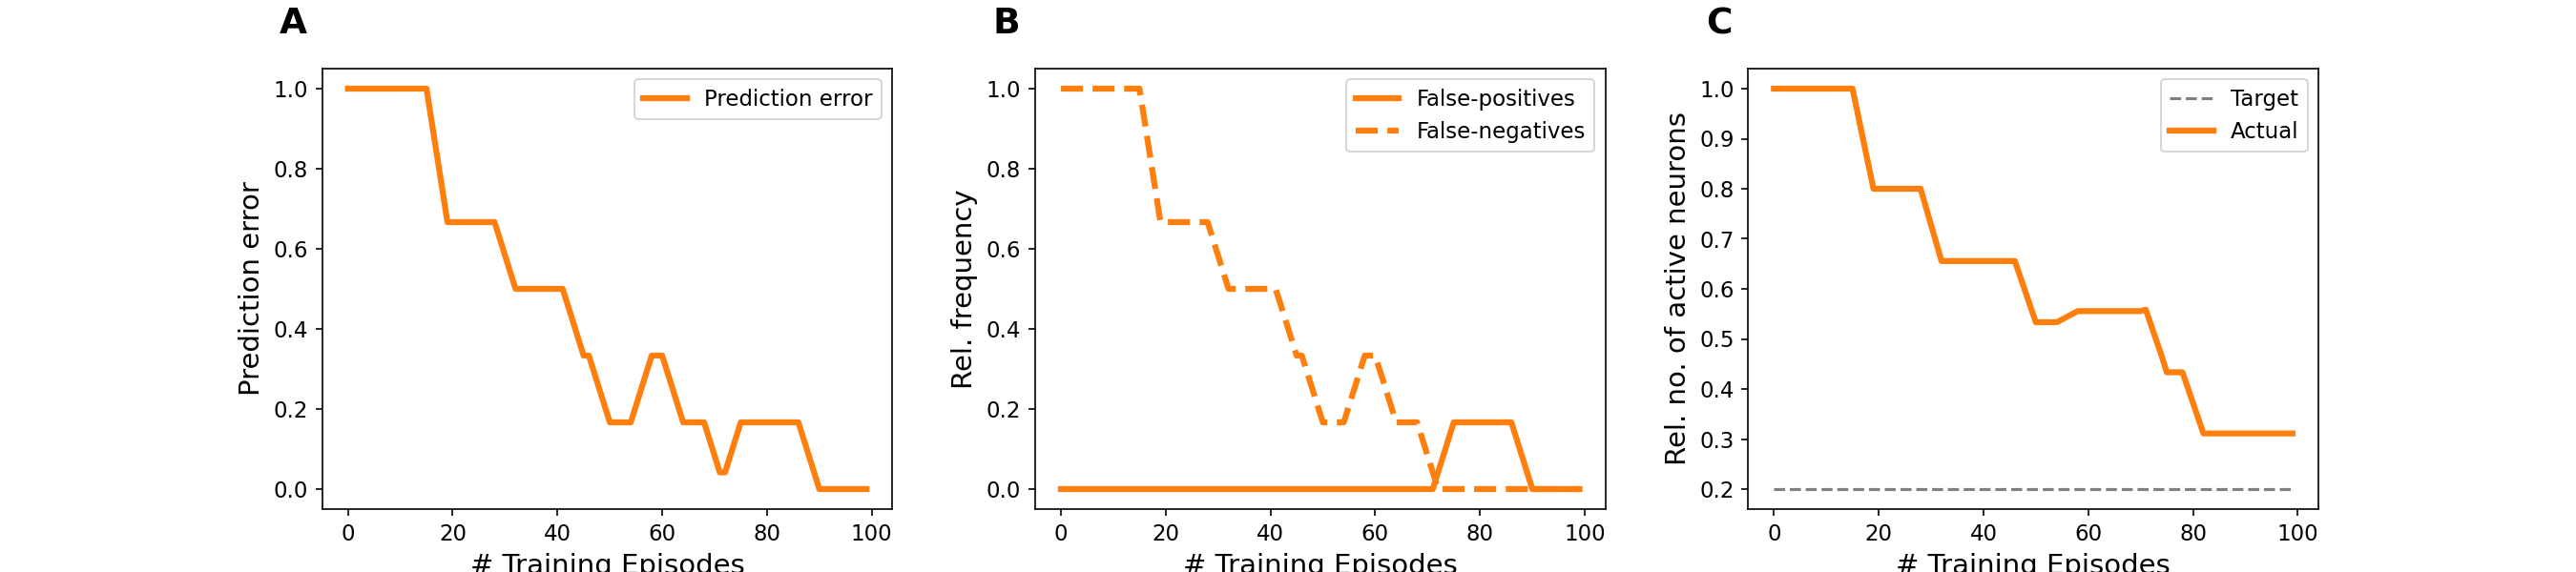 A
Prediction error
1.0
0.8
0.6
0.4
0.2
0.0
Prediction error
0 20 40 60 80 100
# Training Episodes
B
Rel. frequency
1.0
0.8
0.6
0.4
0.2
0.0
False-positives
False-negatives
0 20 40 60 80 100
# Training Episodes
C
Rel. no. of active neurons
1.0
0.9
0.8
0.7
0.6
0.5
0.4
0.3
0.2
Target
Actual
0 20 40 60 80 100
# Training Episodes